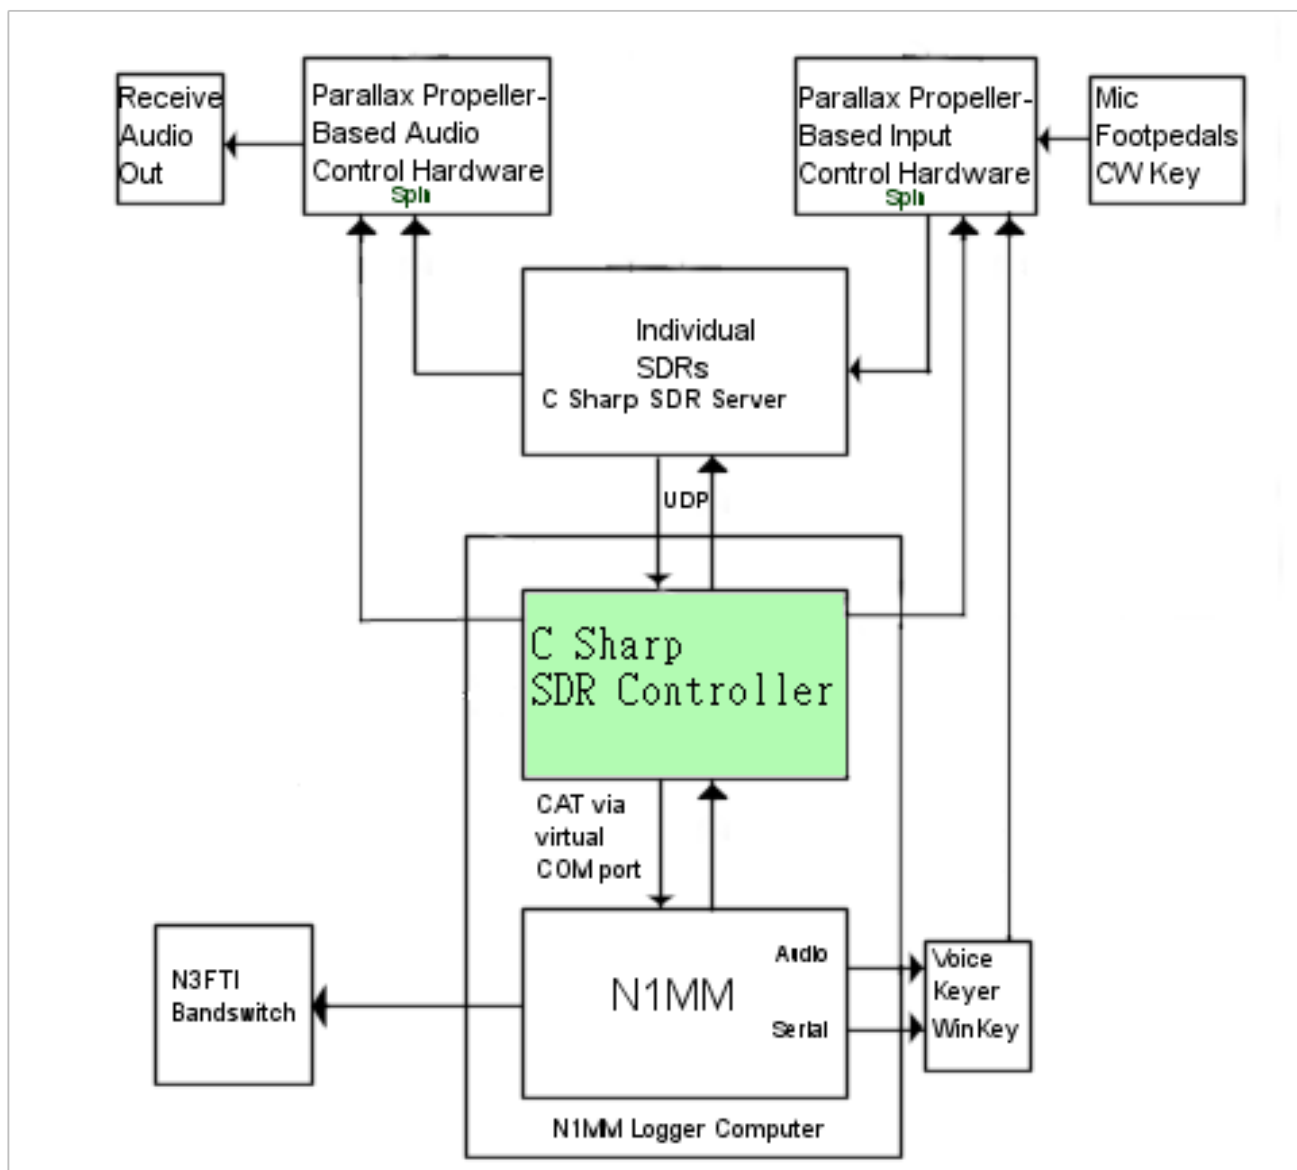 Receive
Audio
Out
Parallax Propeller-
Based Audio
Control Hardware
Spln
Parallax Propeller-
Based Input
Control Hardware
Spln
Mic
Footpedals
CW Key
Individual
SDRs
C Sharp SDR Server
UDP
C Sharp
SDR Controller
CAT via
virtual
COM port
N3FTI
Bandswitch
N1MM
Audio
Serial
Voice
Keyer
WinKey
N1MM Logger Computer